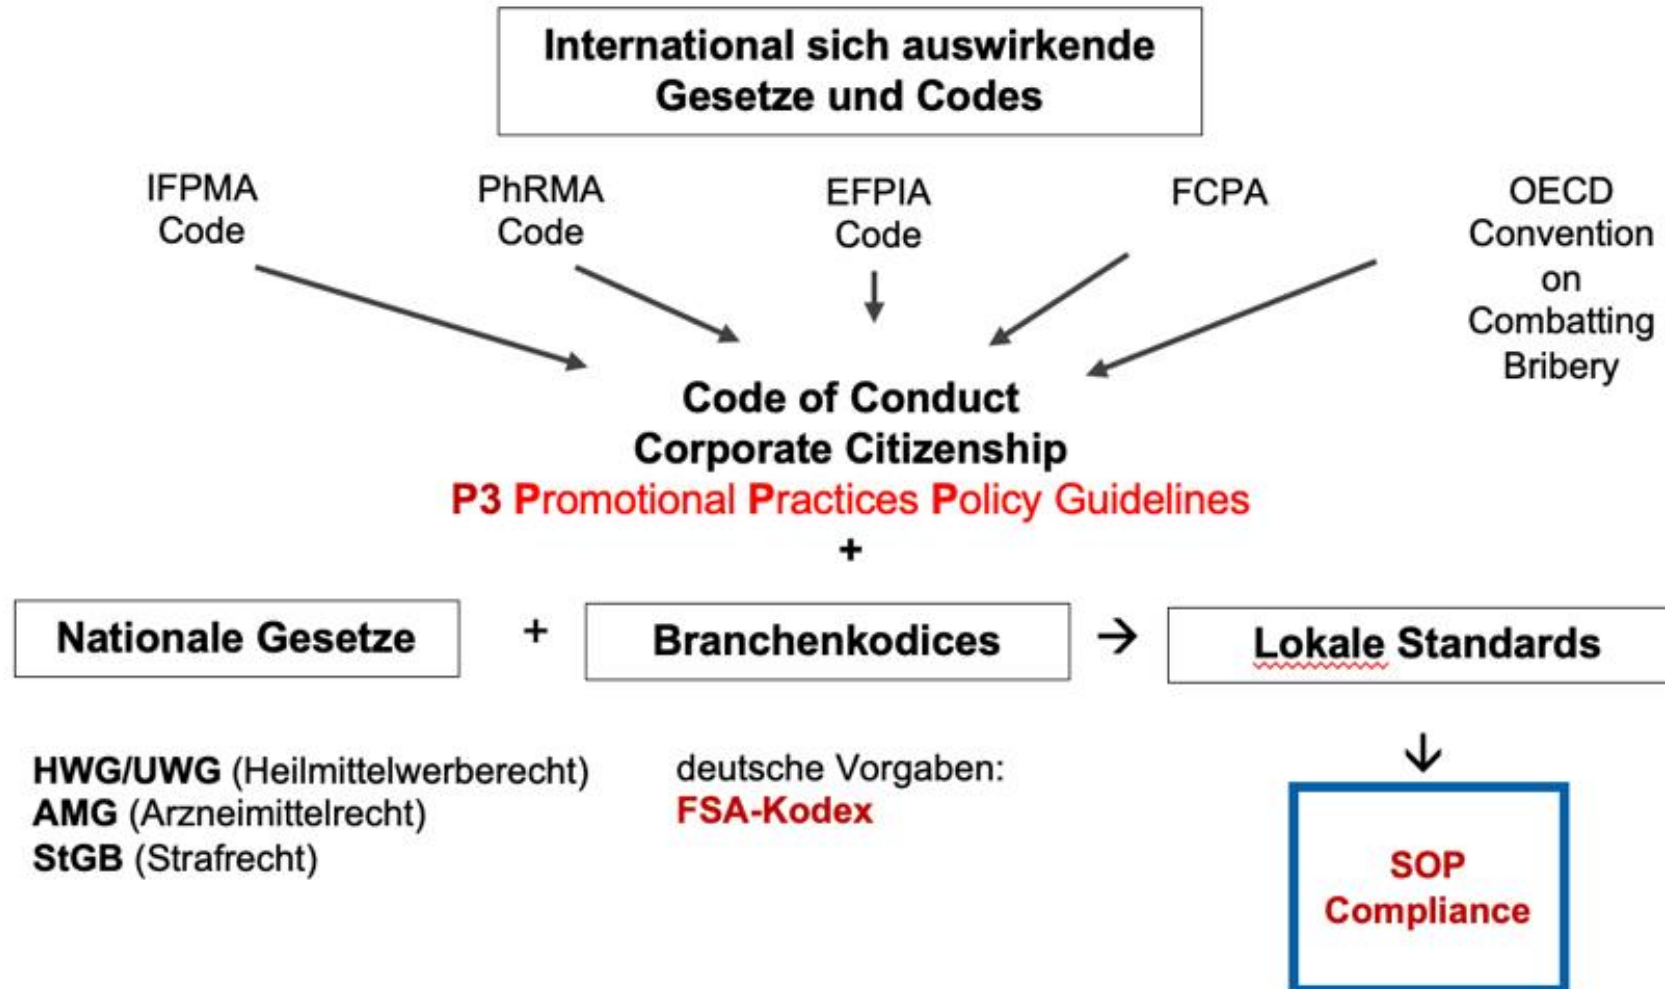 International sich auswirkende
Gesetze und Codes
IFPMA
Code
PhRMA
Code
EFPIA
Code
FCPA
OECD
Convention
on
Combatting
Bribery
Code of Conduct
Corporate Citizenship
P3 Promotional Practices Policy Guidelines
+
Nationale Gesetze
+
Branchenkodices
→
Lokale Standards
HWG/UWG (Heilmittelwerberecht)
AMG (Arzneimittelrecht)
StGB (Strafrecht)
deutsche Vorgaben:
FSA-Kodex
↓
SOP
Compliance